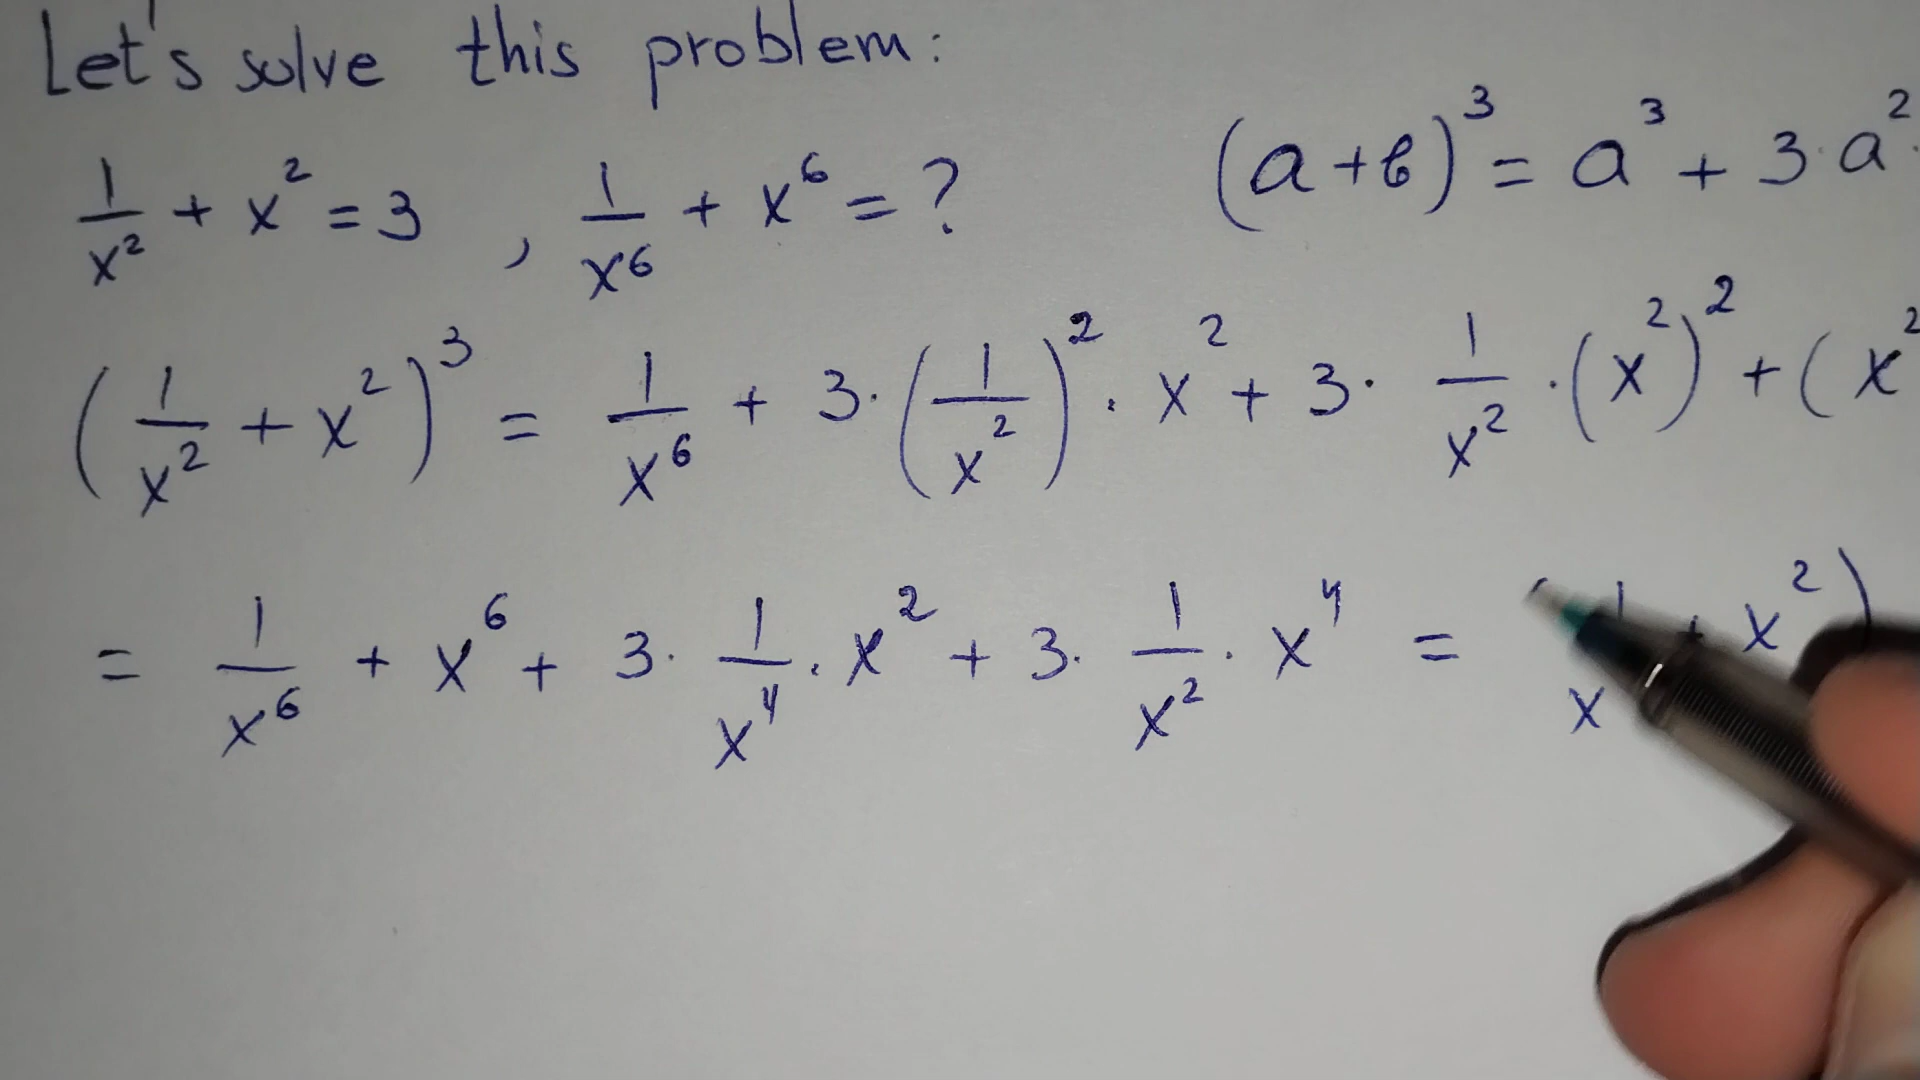 Let's solve this problem:
1/x² + x² = 3 , 1/x⁶ + x⁶ = ? (a+b)³ = a³ + 3·a²·
(1/x² + x²)³ = 1/x⁶ + 3·(1/x²)²·x² + 3·1/x²·(x²)² + (x²
= 1/x⁶ + x⁶ + 3·1/x⁴·x² + 3·1/x²·x⁴ = (1/x + x²)